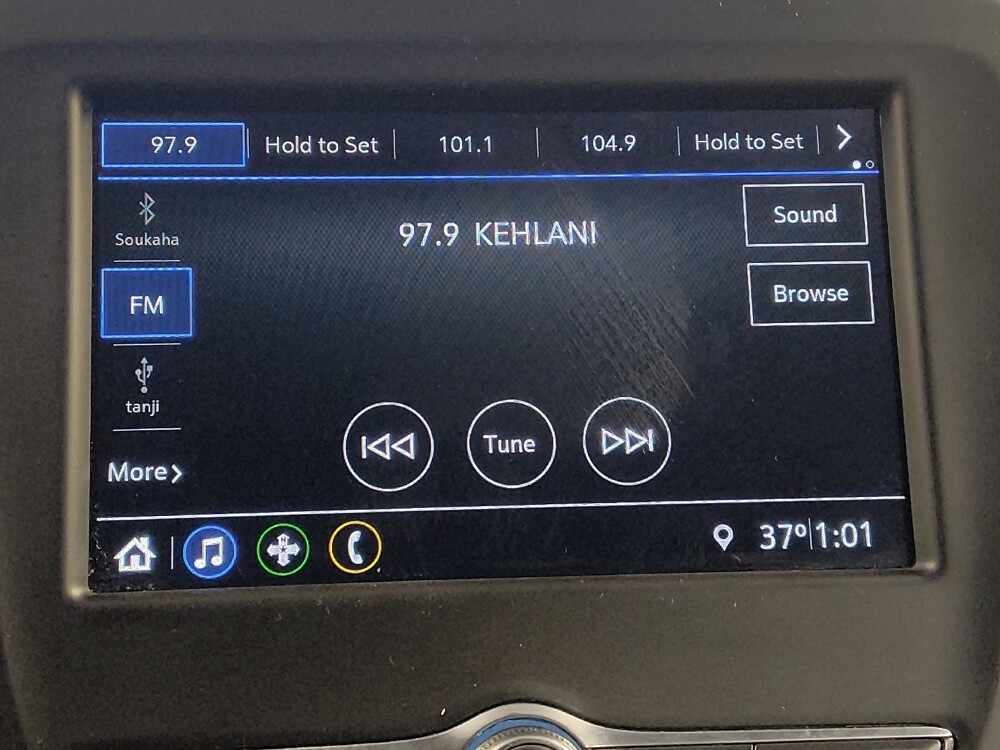 97.9 Hold to Set 101.1 104.9 Hold to Set
Soukaha
97.9 KEHLANI
Sound
FM
Browse
tanji
Tune
More
37° 1:01